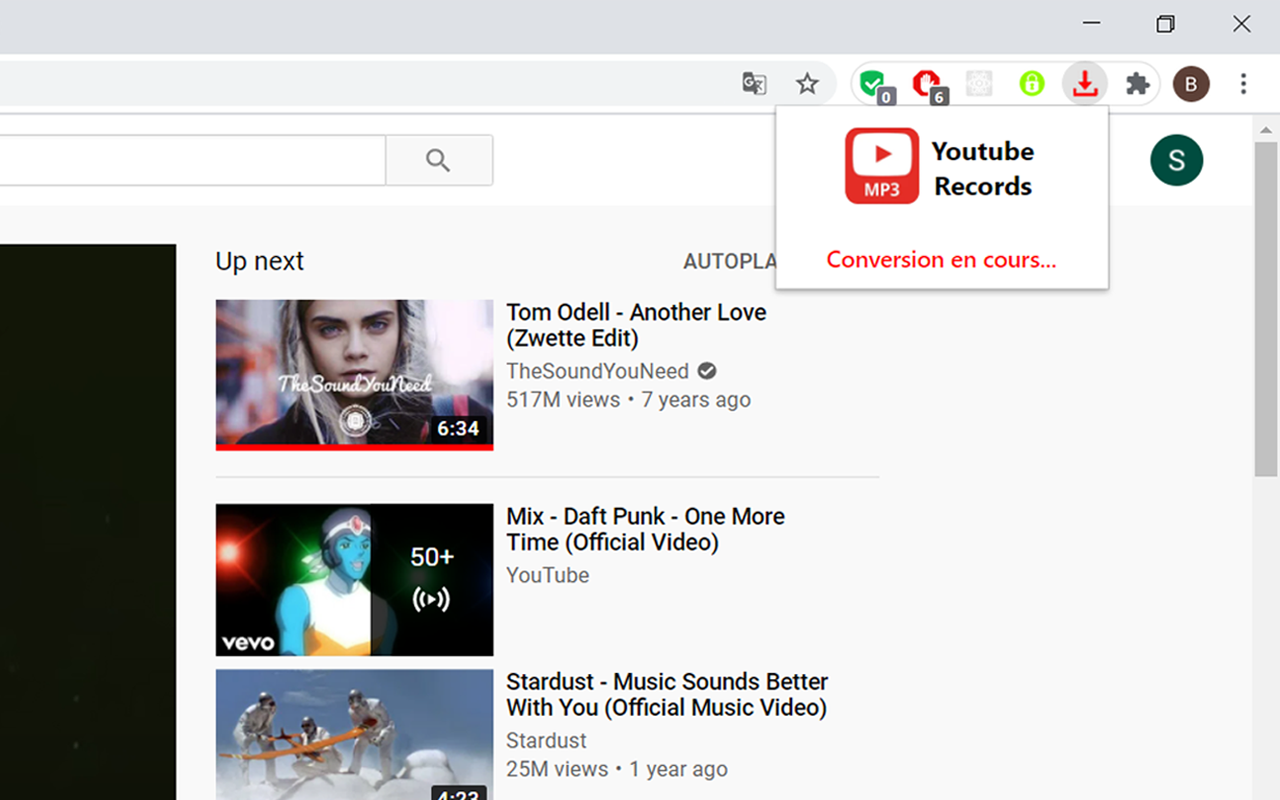 0
6
B
MP3
Youtube
Records
S
Conversion en cours...
Up next
AUTOPLA
TheSoundYouNeed
6:34
Tom Odell - Another Love
(Zwette Edit)
TheSoundYouNeed
517M views • 7 years ago
50+
vevo
Mix - Daft Punk - One More
Time (Official Video)
YouTube
4:23
Stardust - Music Sounds Better
With You (Official Music Video)
Stardust
25M views • 1 year ago